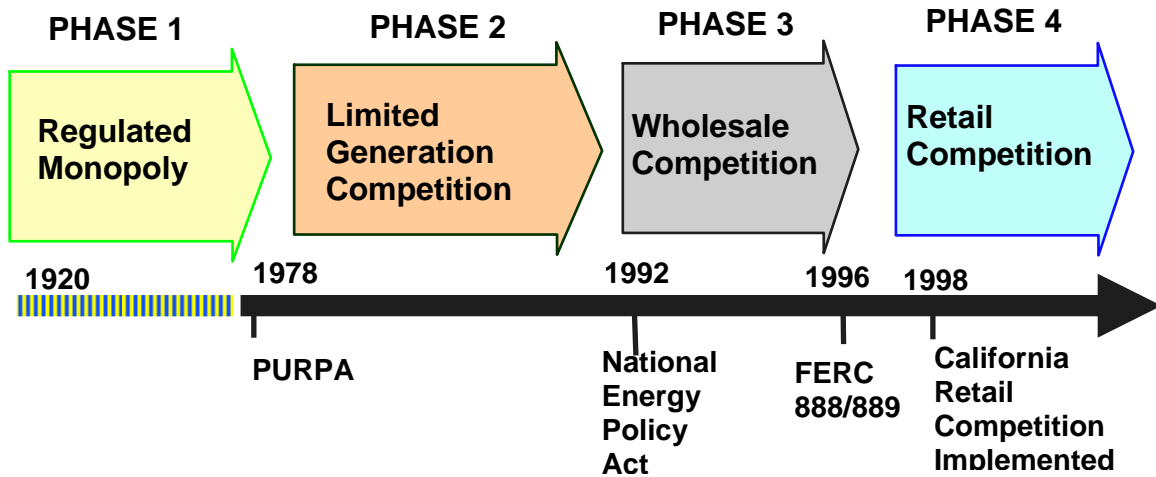 PHASE 1
PHASE 2
PHASE 3
PHASE 4
Regulated
Monopoly
Limited
Generation
Competition
Wholesale
Competition
Retail
Competition
1920
1978
1992
1996
1998
PURPA
National
Energy
Policy
Act
FERC
888/889
California
Retail
Competition
Implemented